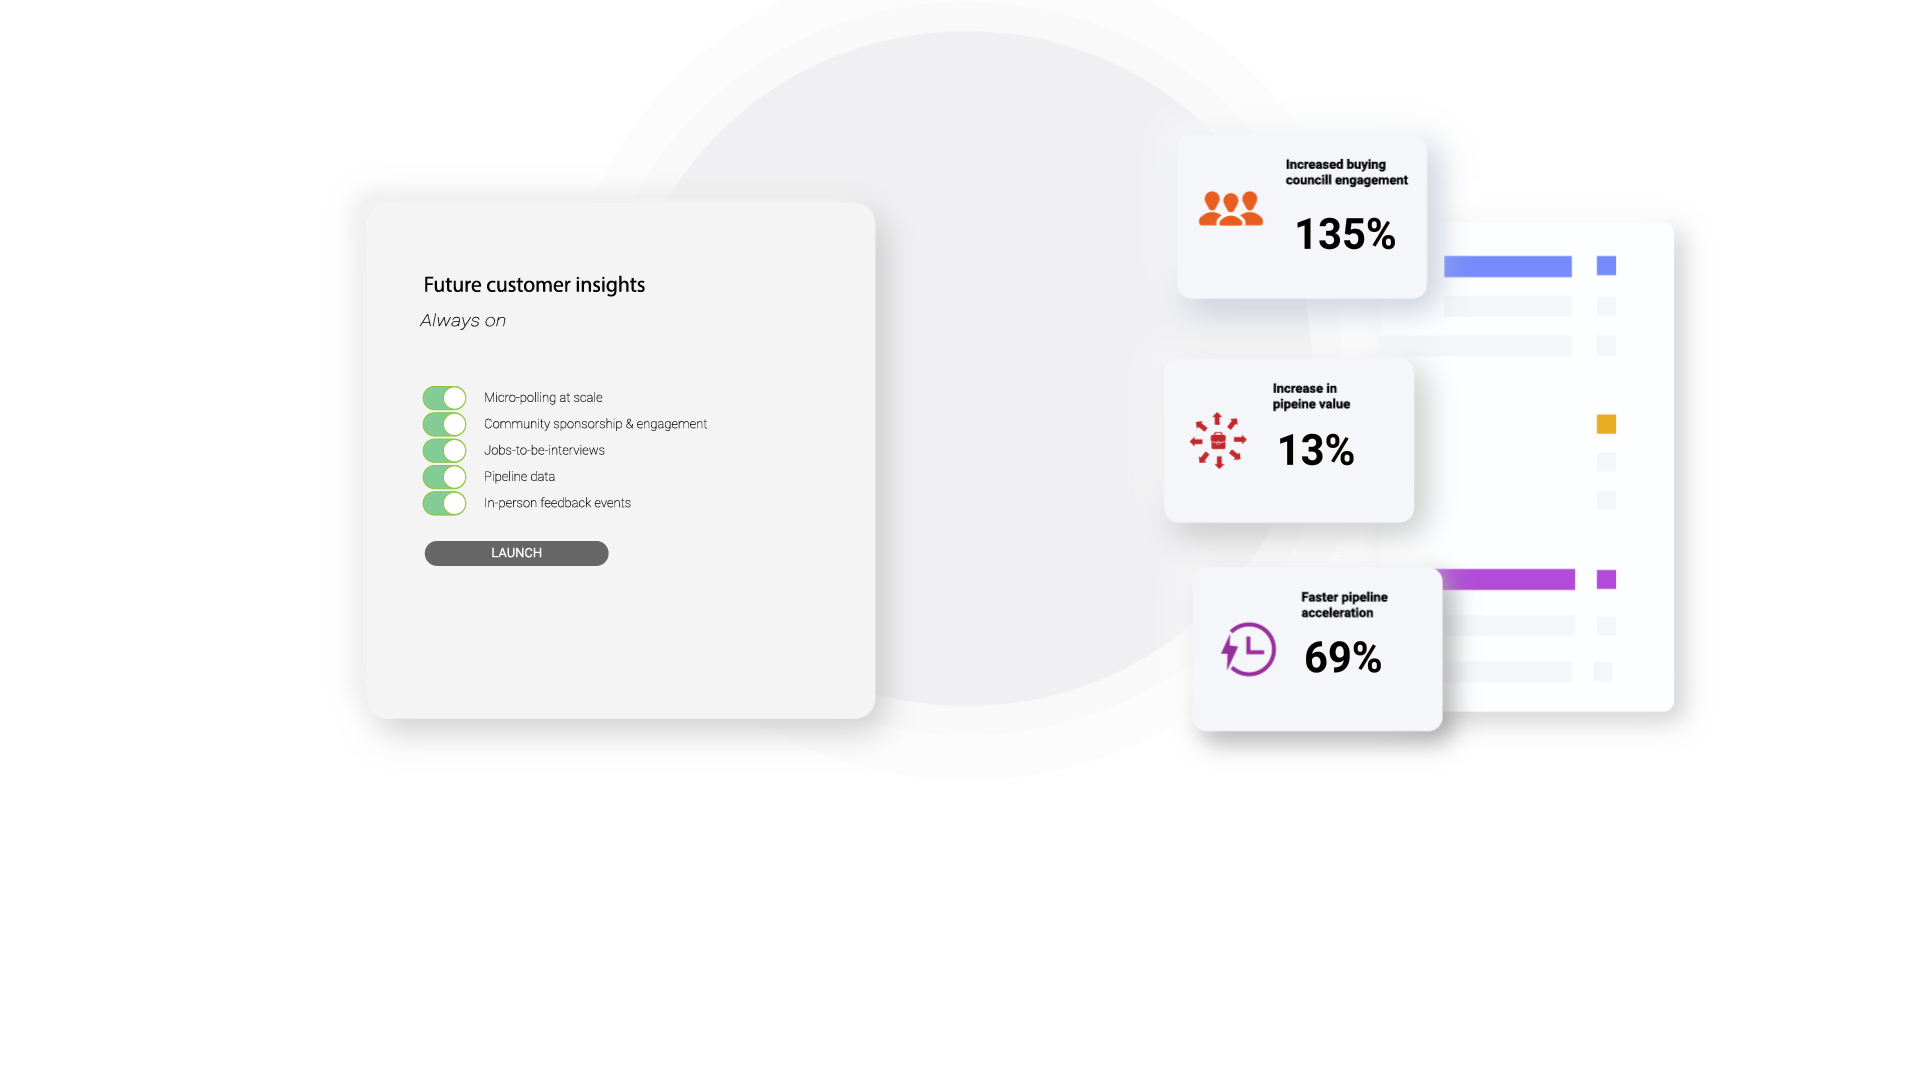 Future customer insights
Always on
Micro-polling at scale
Community sponsorship & engagement
Jobs-to-be-interviews
Pipeline data
In-person feedback events
LAUNCH
Increased buying
councill engagement
135%
Increase in
pipeine value
13%
Faster pipeline
acceleration
69%